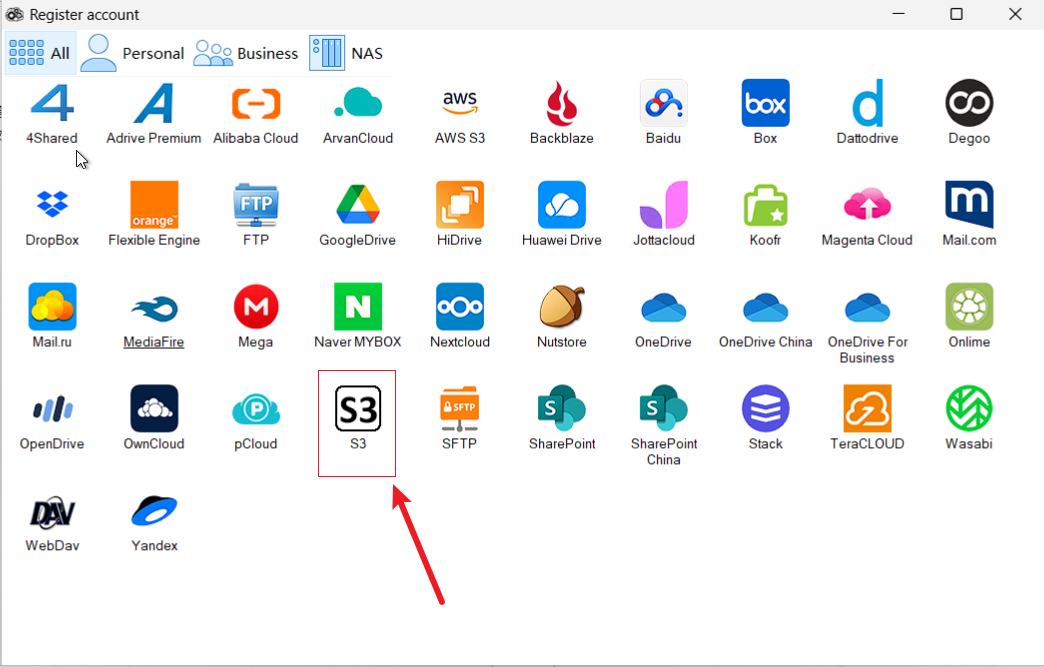 Register account
All Personal Business NAS
aws box
4Shared Adrive Premium Alibaba Cloud ArvanCloud AWS S3 Backblaze Baidu Box Dattodrive Degoo
orange™ FTP m
DropBox Flexible Engine FTP GoogleDrive HiDrive Huawei Drive Jottacloud Koofr Magenta Cloud Mail.com
M N
Mail.ru MediaFire Mega Naver MYBOX Nextcloud Nutstore OneDrive OneDrive China OneDrive For Onlime
Business
P S3 SFTP S S
OpenDrive OwnCloud pCloud S3 SFTP SharePoint SharePoint Stack TeraCLOUD Wasabi
China
DAV
WebDav Yandex